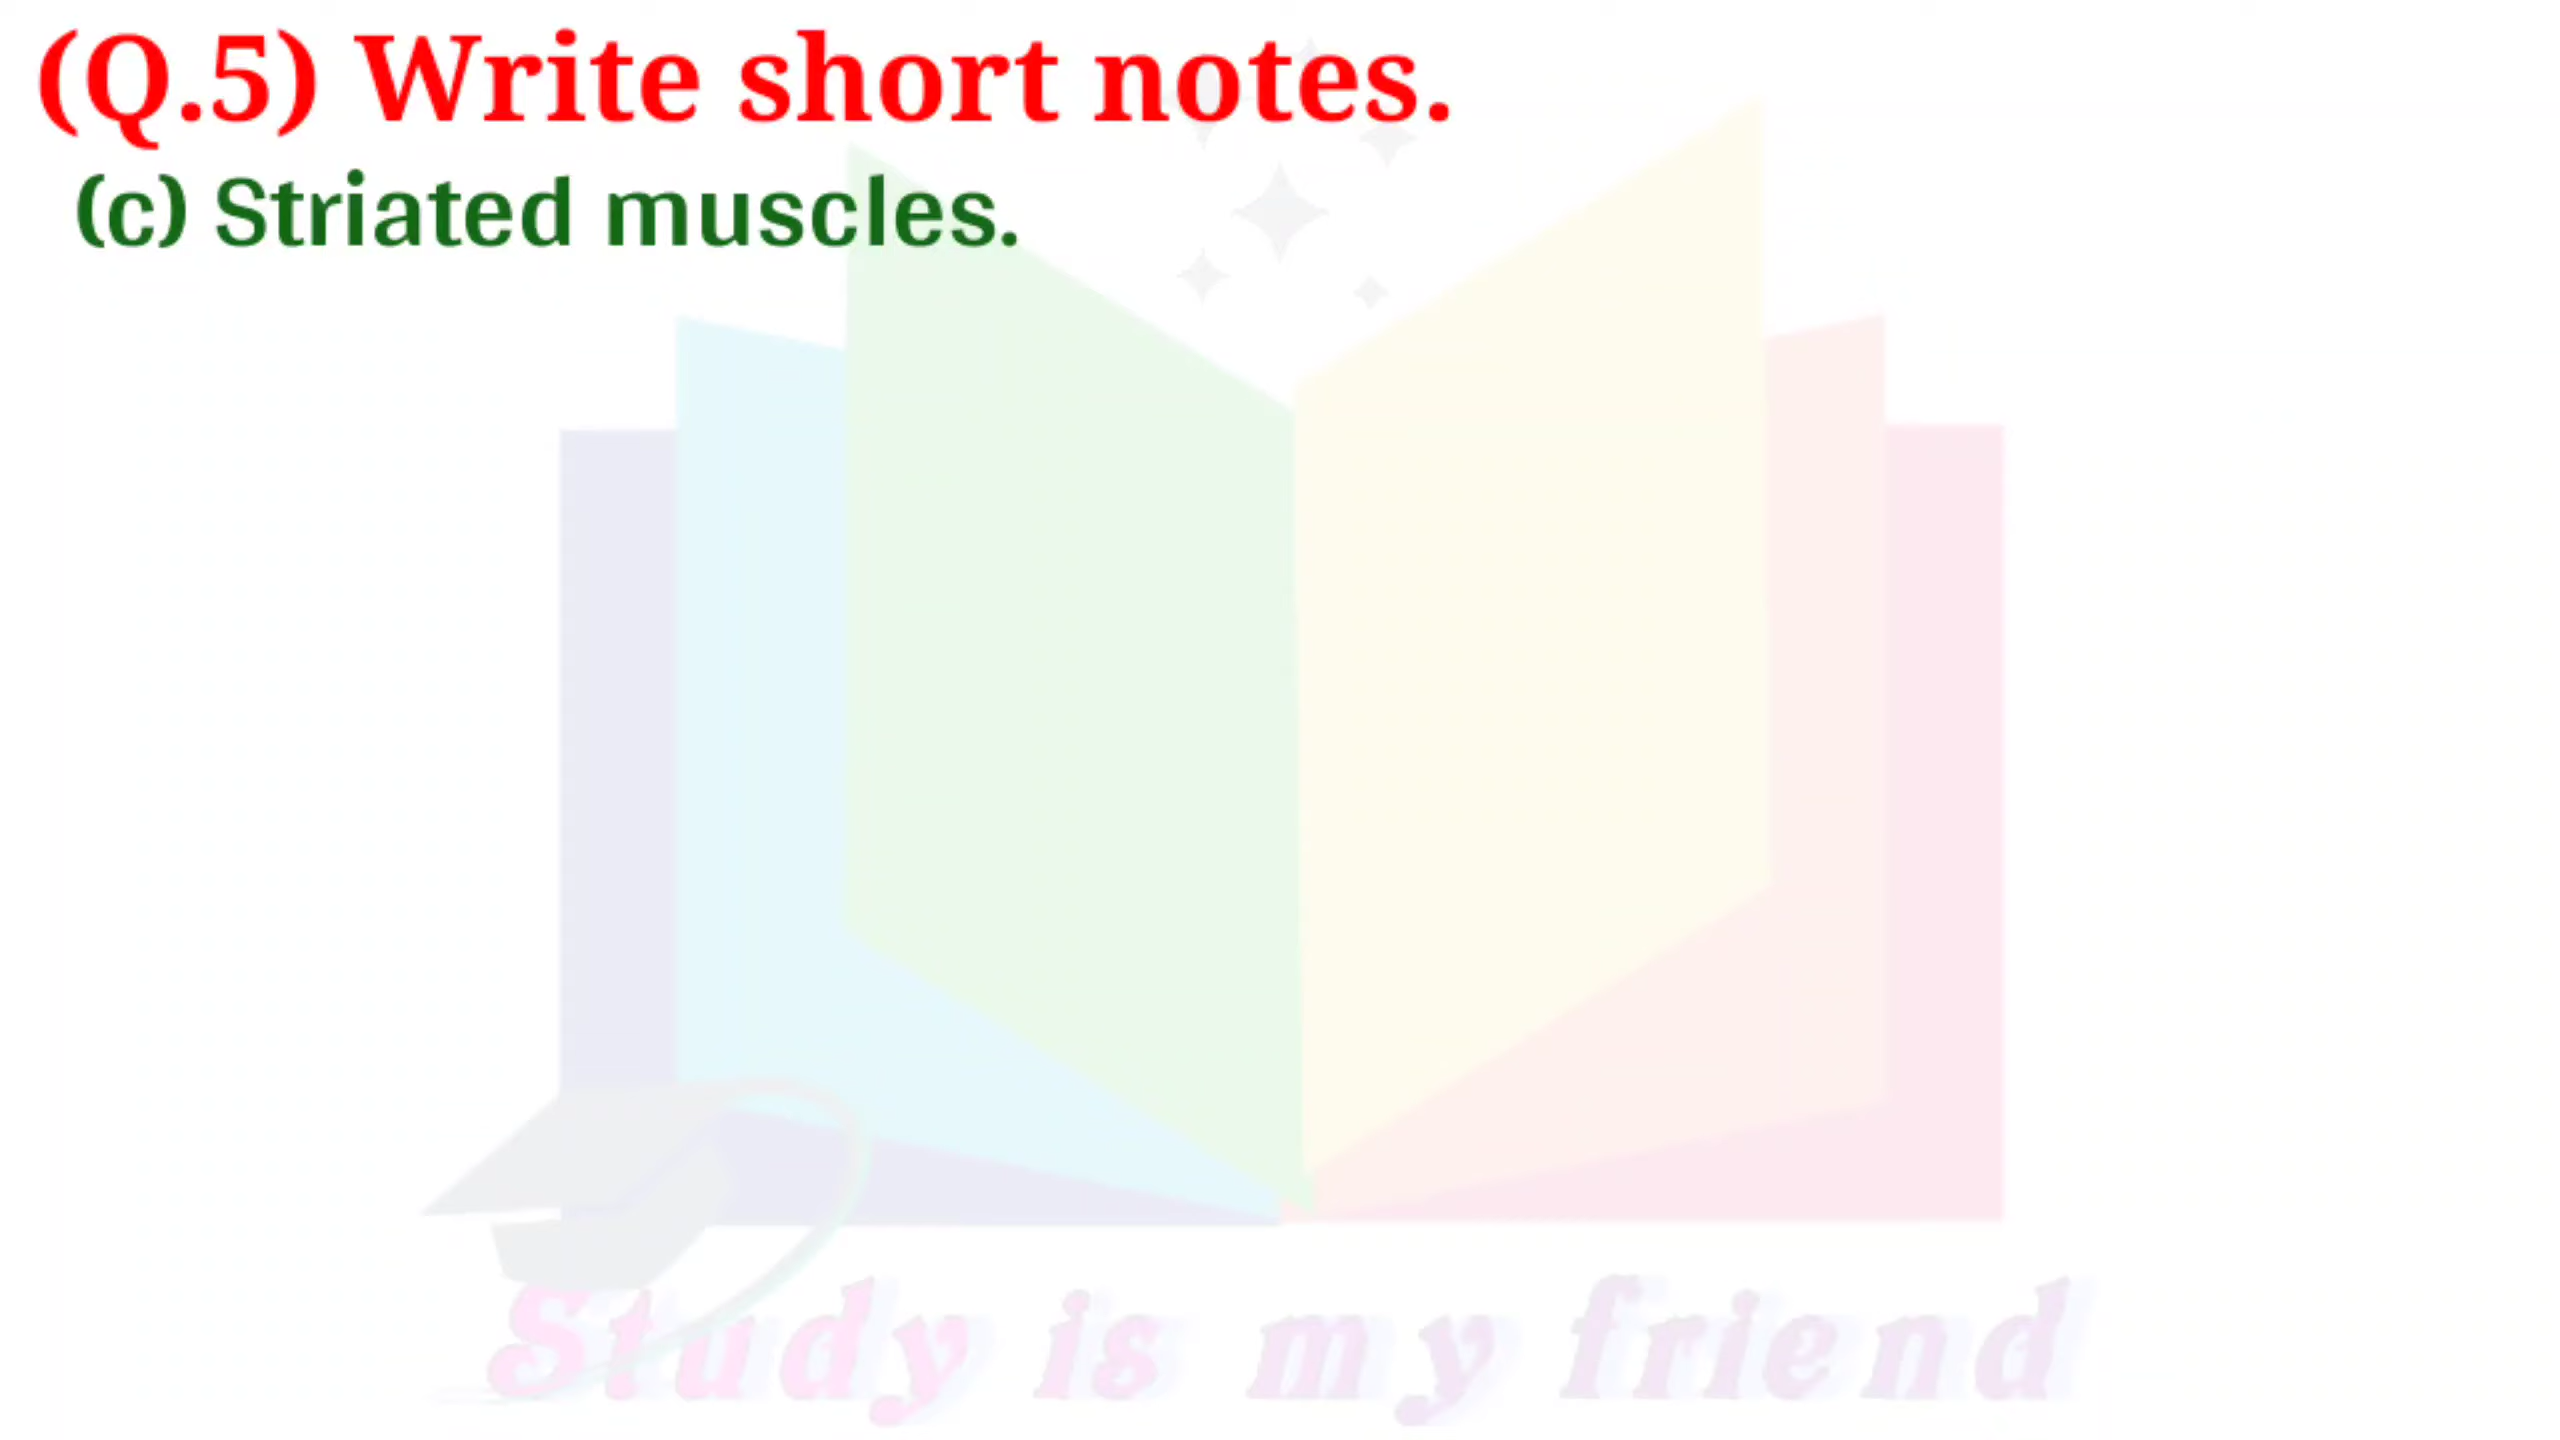 (Q.5) Write short notes.
(c) Striated muscles.
Study is my friend